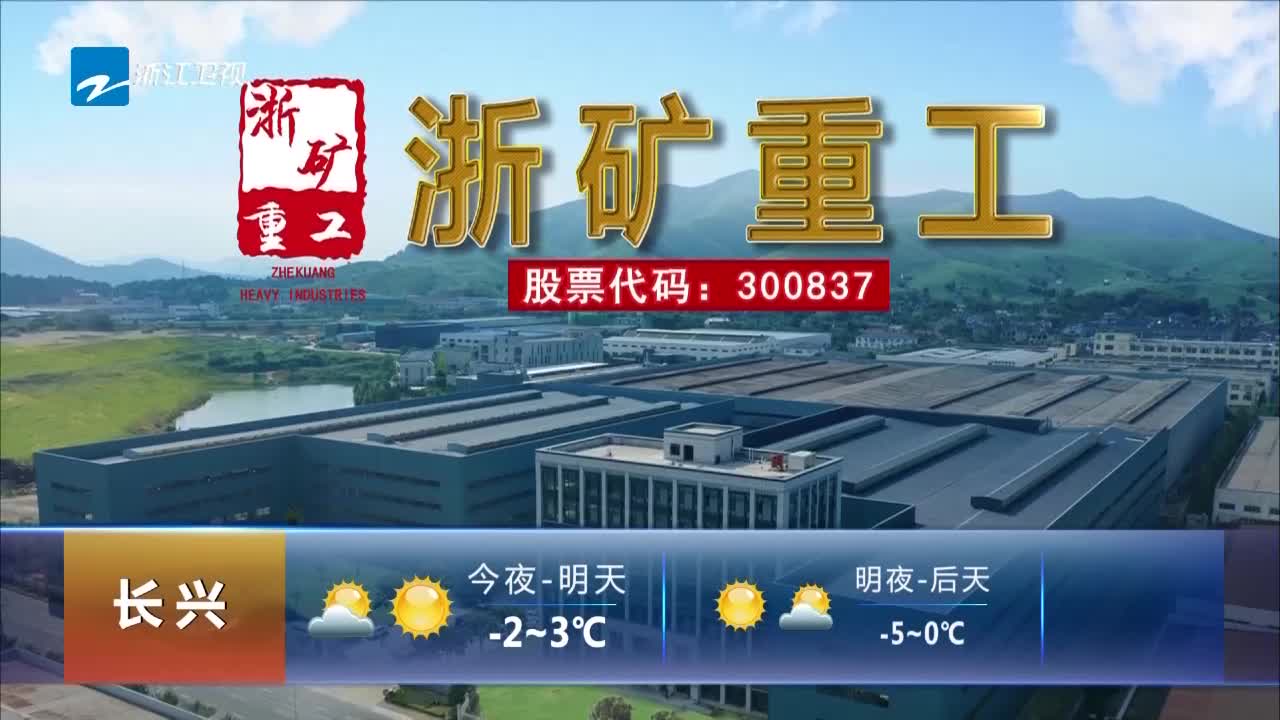 浙江卫视
浙矿
重工
ZHEKUANG
HEAVY INDUSTRIES
浙矿重工
股票代码：300837
长兴
今夜-明天
-2~3℃
明夜-后天
-5~0℃